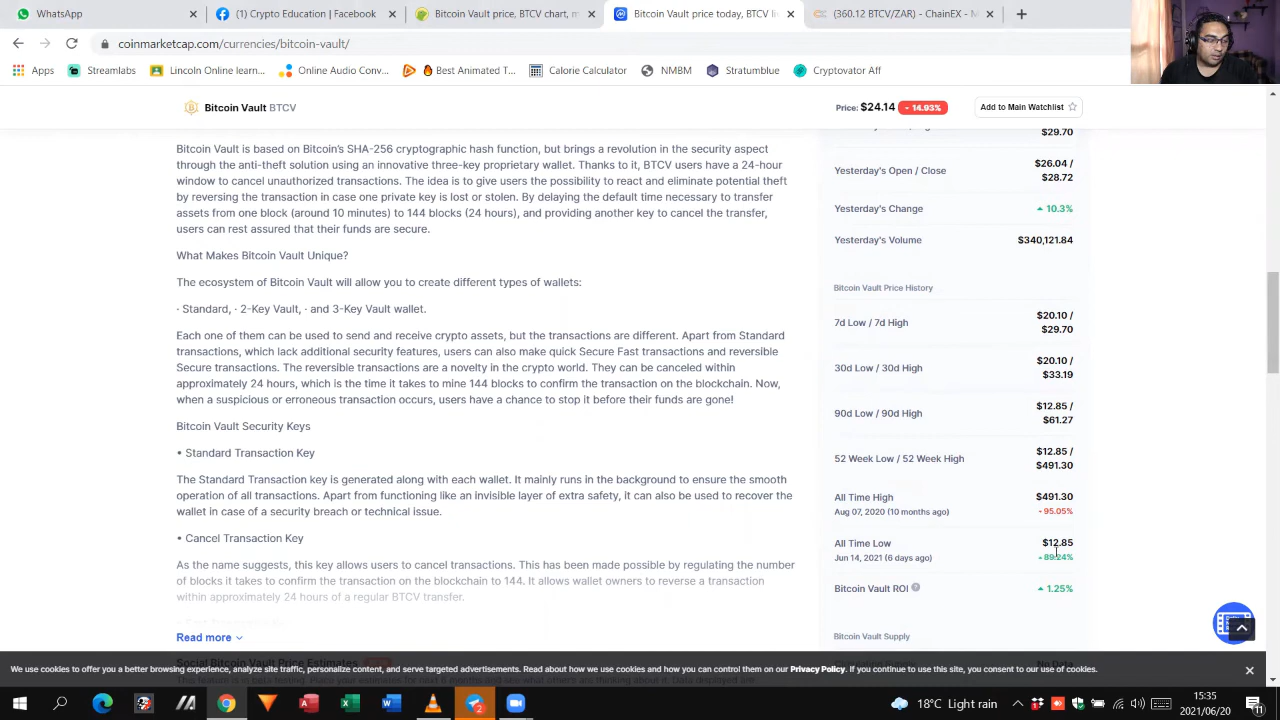 WhatsApp
(2) Facebook
Bitcoin Vault price, BTCV chart, m
Bitcoin Vault price today, BTCV li
(360.12 BTCV/ZAR) - ChainEX - M
coinmarketcap.com/currencies/bitcoin-vault/
Apps
Streamlabs
Lincoln Online learn...
Online Audio Conv...
Best Animated T...
Calorie Calculator
NMBM
Stratumblue
Cryptovator Aff
Bitcoin Vault BTCV
Price: $24.14 14.93%
Add to Main Watchlist
$29.70
Bitcoin Vault is based on Bitcoin's SHA-256 cryptographic hash function, but brings a revolution in the security aspect
through the anti-theft solution using an innovative three-key proprietary wallet. Thanks to it, BTCV users have a 24-hour
window to cancel unauthorized transactions. The idea is to give users the possibility to react and eliminate potential theft
by reversing the transaction in case one private key is lost or stolen. By delaying the default time necessary to transfer
assets from one block (around 10 minutes) to 144 blocks (24 hours), and providing another key to cancel the transfer,
users can rest assured that their funds are secure.
What Makes Bitcoin Vault Unique?
The ecosystem of Bitcoin Vault will allow you to create different types of wallets:
· Standard, · 2-Key Vault, · and 3-Key Vault wallet.
Each one of them can be used to send and receive crypto assets, but the transactions are different. Apart from Standard
transactions, which lack additional security features, users can also make quick Secure Fast transactions and reversible
Secure transactions. The reversible transactions are a novelty in the crypto world. They can be canceled within
approximately 24 hours, which is the time it takes to mine 144 blocks to confirm the transaction on the blockchain. Now,
when a suspicious or erroneous transaction occurs, users have a chance to stop it before their funds are gone!
Bitcoin Vault Security Keys
• Standard Transaction Key
The Standard Transaction key is generated along with each wallet. It mainly runs in the background to ensure the smooth
operation of all transactions. Apart from functioning like an invisible layer of extra safety, it can also be used to recover the
wallet in case of a security breach or technical issue.
• Cancel Transaction Key
As the name suggests, this key allows users to cancel transactions. This has been made possible by regulating the number
of blocks it takes to confirm the transaction on the blockchain to 144. It allows wallet owners to reverse a transaction
within approximately 24 hours of a regular BTCV transfer.
Read more
Social Bitcoin Vault Price Estimates
Yesterday's Open / Close
$26.04 /
$28.72
Yesterday's Change
10.3%
Yesterday's Volume
$340,121.84
Bitcoin Vault Price History
7d Low / 7d High
$20.10 /
$29.70
30d Low / 30d High
$20.10 /
$33.19
90d Low / 90d High
$12.85 /
$61.27
52 Week Low / 52 Week High
$12.85 /
$491.30
All Time High
$491.30
Aug 07, 2020 (10 months ago)
95.05%
All Time Low
$12.85
Jun 14, 2021 (6 days ago)
89.24%
Bitcoin Vault ROI
1.25%
Bitcoin Vault Supply
No Data
We use cookies to offer you a better browsing experience, analyze site traffic, personalize content, and serve targeted advertisements. Read about how we use cookies and how you can control them on our Privacy Policy. If you continue to use this site, you consent to our use of cookies.
18°C Light rain
15:35
2021/06/20
11